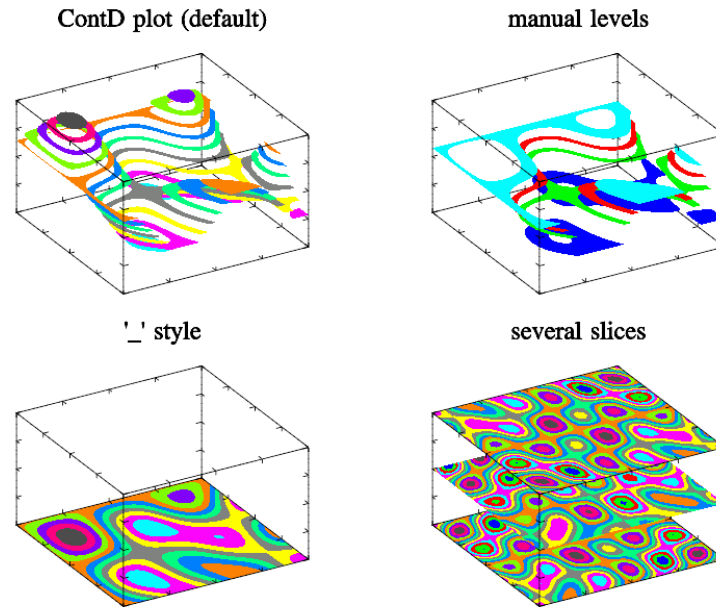 ContD plot (default)
manual levels
'_' style
several slices